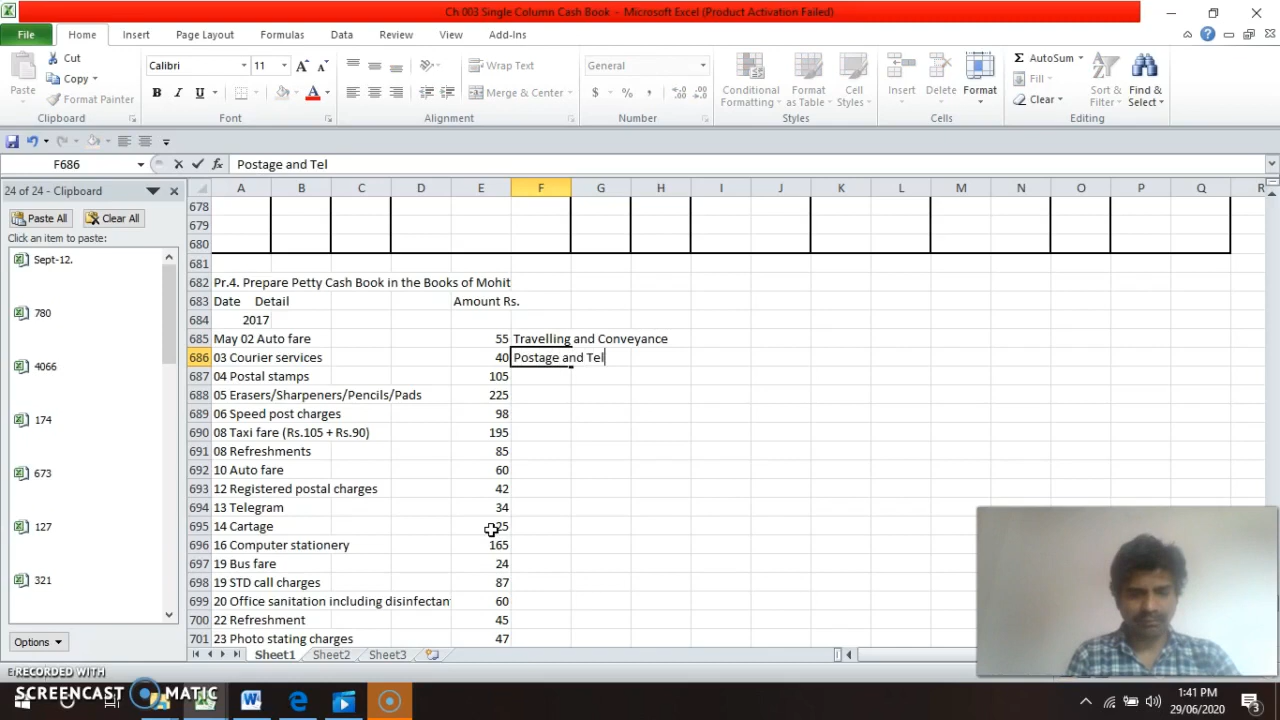 Ch 003 Single Column Cash Book - Microsoft Excel (Product Activation Failed)
File Home Insert Page Layout Formulas Data Review View Add-Ins
Cut
Copy
Format Painter
Paste
Clipboard
Calibri 11
B I U
Font
Wrap Text
Merge & Center
Alignment
General
$ % ,
Number
Conditional Formatting
Format as Table
Cell Styles
Styles
Insert Delete Format
Cells
AutoSum
Fill
Clear
Sort & Filter
Find & Select
Editing
F686 fx Postage and Tel
24 of 24 - Clipboard
Paste All Clear All
Click an item to paste:
Sept-12.
780
4066
174
673
127
321
Options
A B C D E F G H I J K L M N O P Q R
678
679
680
681
682 Pr.4. Prepare Petty Cash Book in the Books of Mohit
683 Date Detail Amount Rs.
684 2017
685 May 02 Auto fare 55 Travelling and Conveyance
686 03 Courier services 40 Postage and Tel
687 04 Postal stamps 105
688 05 Erasers/Sharpeners/Pencils/Pads 225
689 06 Speed post charges 98
690 08 Taxi fare (Rs.105 + Rs.90) 195
691 08 Refreshments 85
692 10 Auto fare 60
693 12 Registered postal charges 42
694 13 Telegram 34
695 14 Cartage 25
696 16 Computer stationery 165
697 19 Bus fare 24
698 19 STD call charges 87
699 20 Office sanitation including disinfectan 60
700 22 Refreshment 45
701 23 Photo stating charges 47
Sheet1 Sheet2 Sheet3
RECORDED WITH
SCREENCAST MATIC
1:41 PM
29/06/2020
3